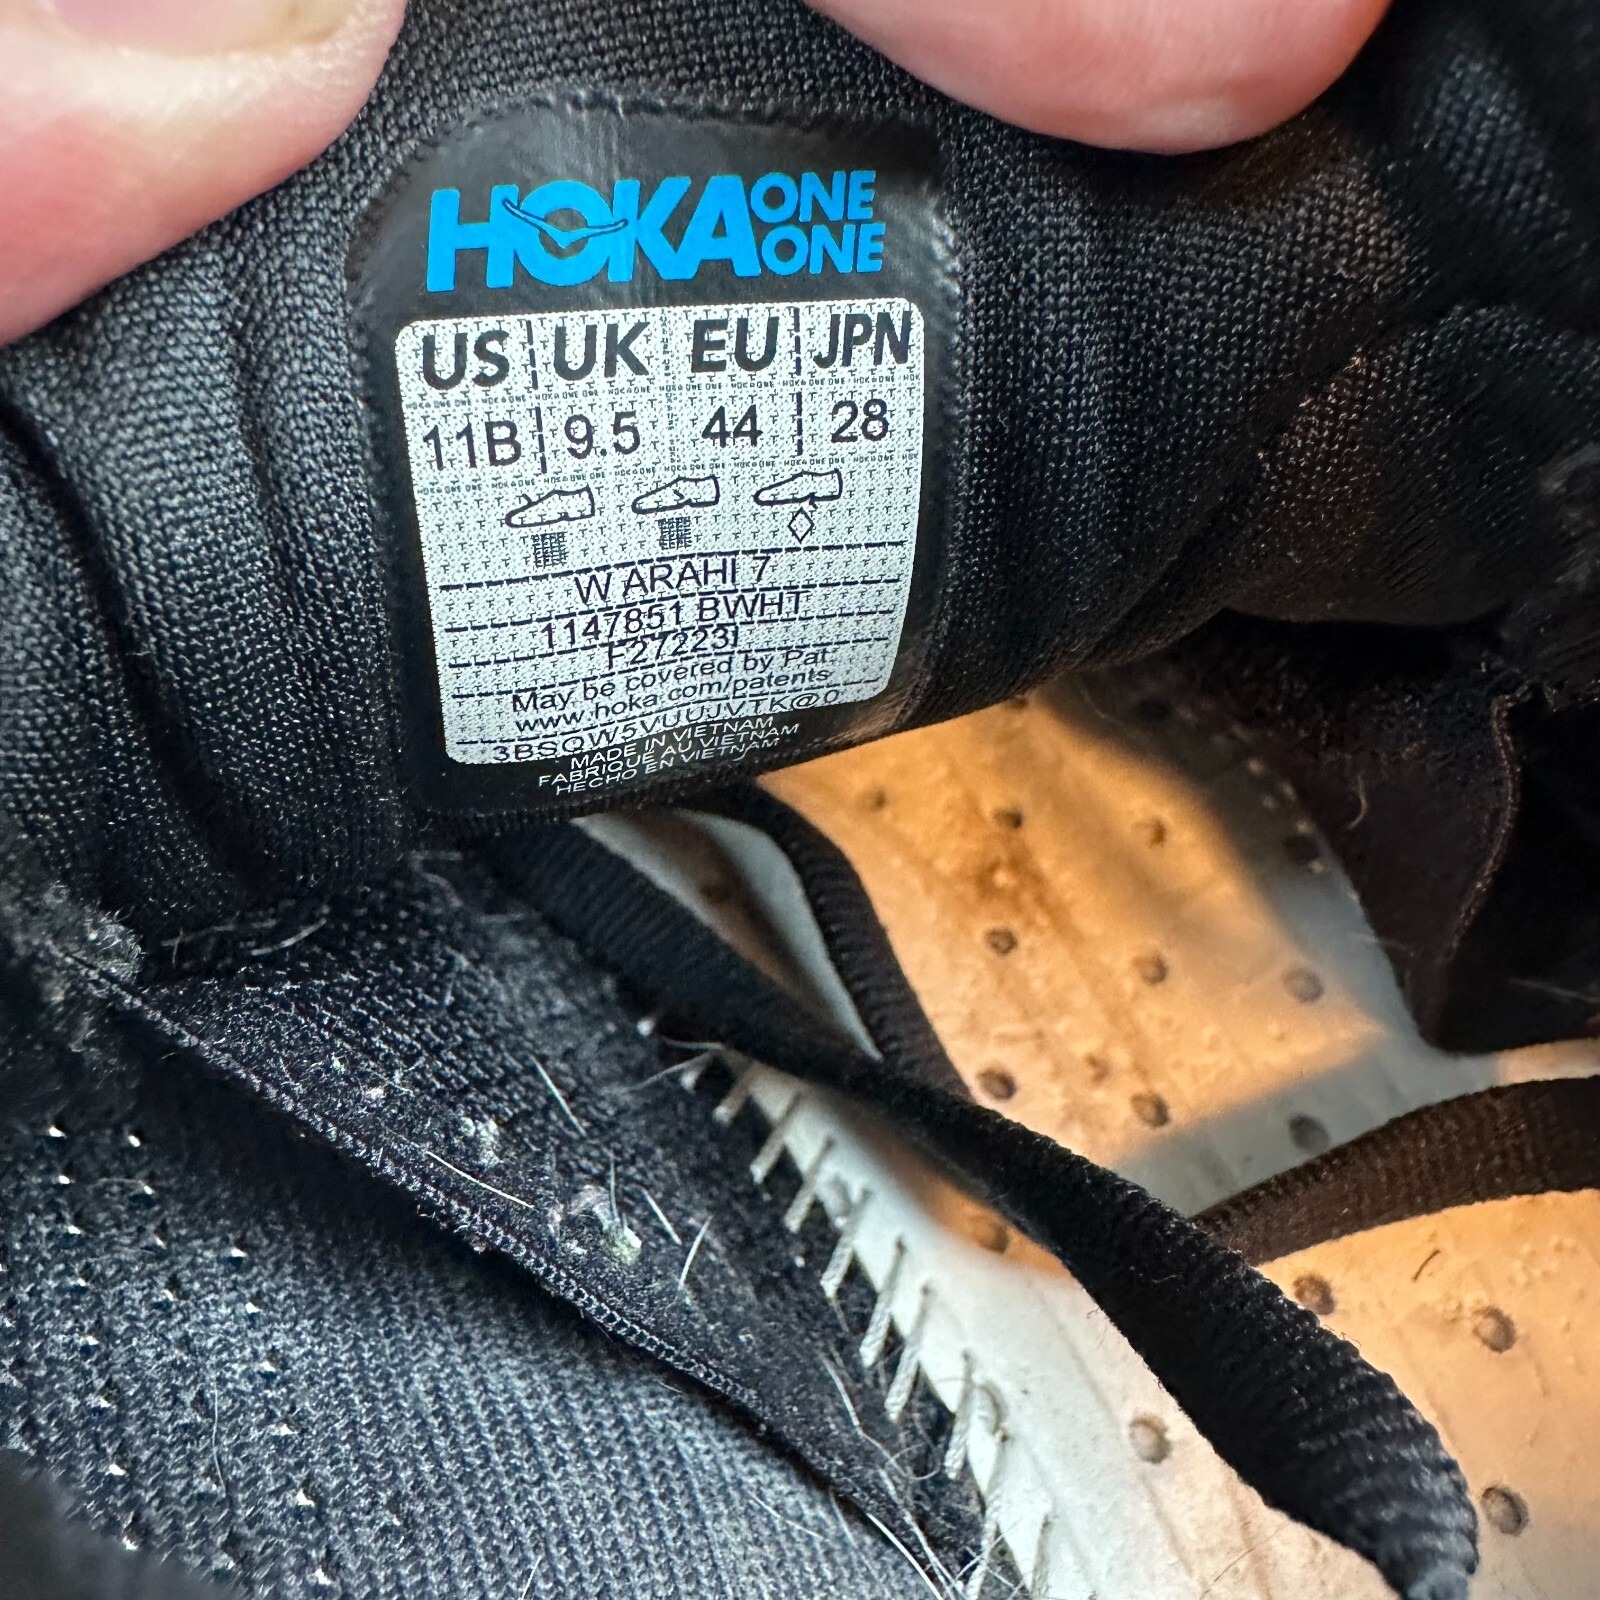 HOKA ONE ONE
US UK EU JPN
11B 9.5 44 28
W ARAHI 7
1147851 BWHT
F27223I
May be covered by Pat.
www.hoka.com/patents
3BSQW5VUUJVTK@0
MADE IN VIETNAM
FABRIQUÉ AU VIETNAM
HECHO EN VIETNAM